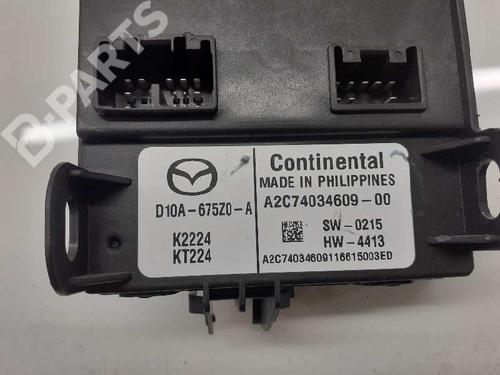 B-PARTS
Continental
MADE IN PHILIPPINES
D10A-675Z0-A
A2C74034609-00
K2224
KT224
SW-0215
HW-4413
A2C74034609116615003ED